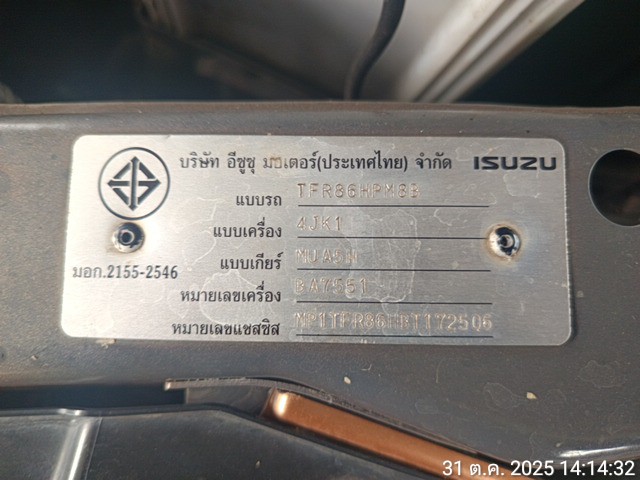 บริษัท อีซูซุ มอเตอร์(ประเทศไทย) จำกัด ISUZU
แบบรถ TFR86HPM8B
แบบเครื่อง 4JK1
แบบเกียร์ MUA5H
มอก.2155-2546
หมายเลขเครื่อง
หมายเลขแชสซิส
31 ต.ค. 2025 14:14:32